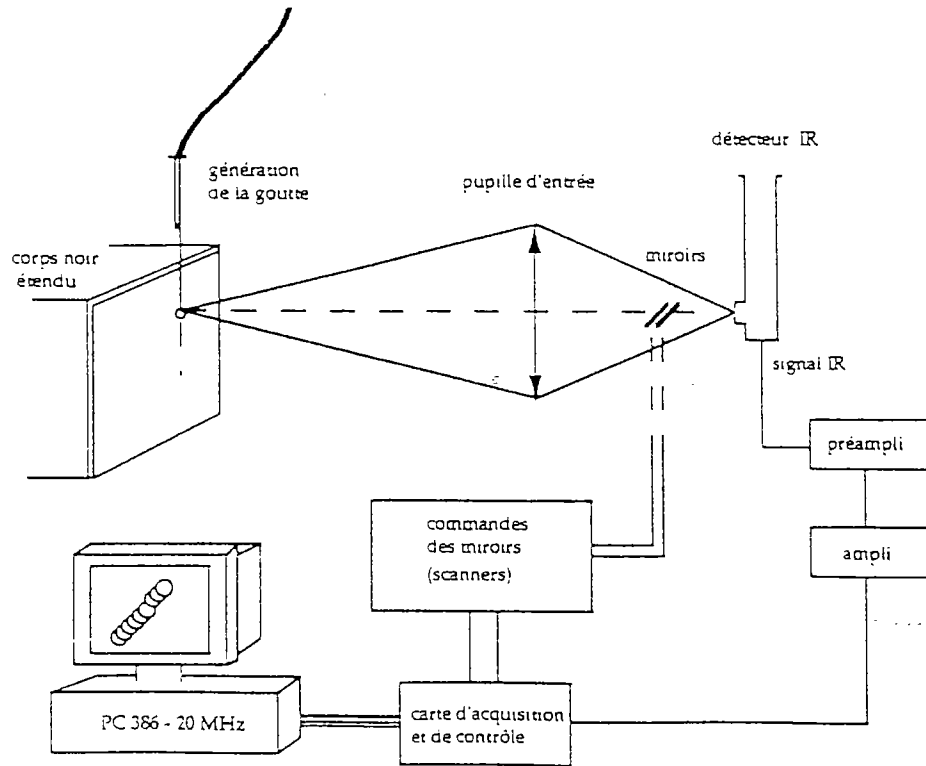 détecteur IR
génération
de la goutte
pupille d'entrée
corps noir
étendu
miroirs
signal IR
préampli
commandes
des miroirs
(scanners)
ampli
PC 386 - 20 MHz
carte d'acquisition
et de contrôle